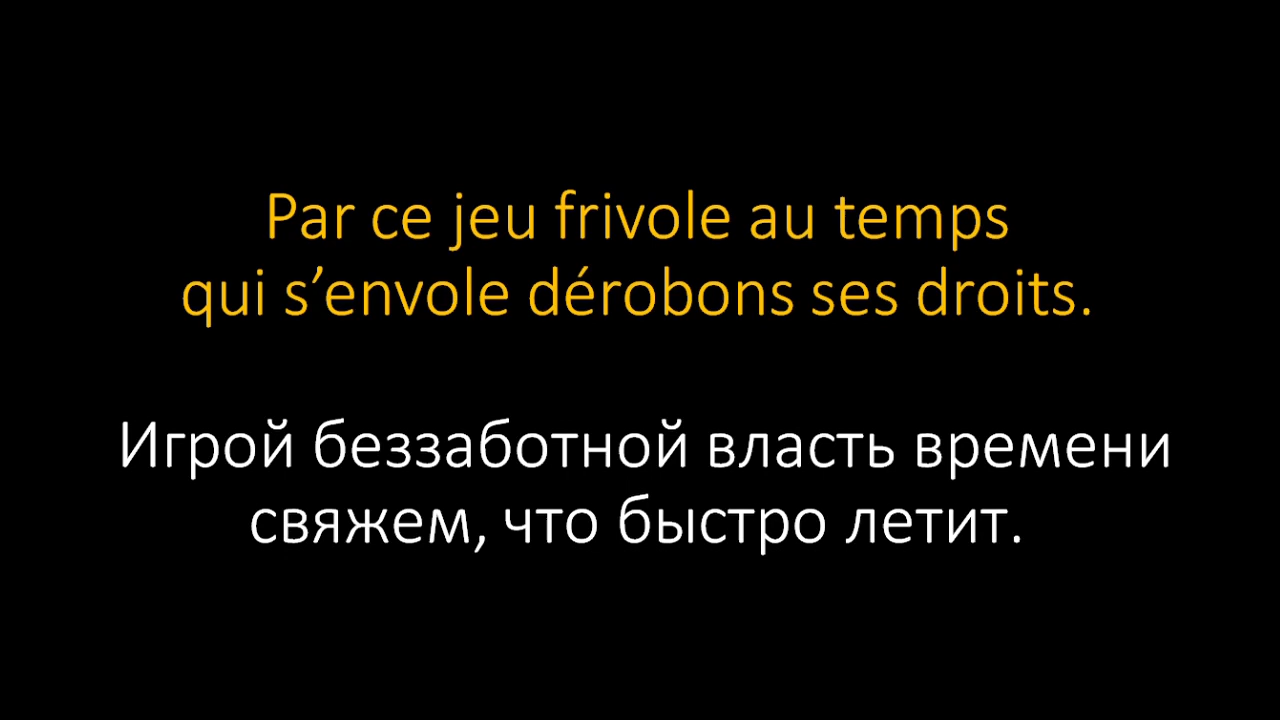 Par ce jeu frivole au temps
qui s’envole dérobons ses droits.
Игрой беззаботной власть времени
свяжем, что быстро летит.